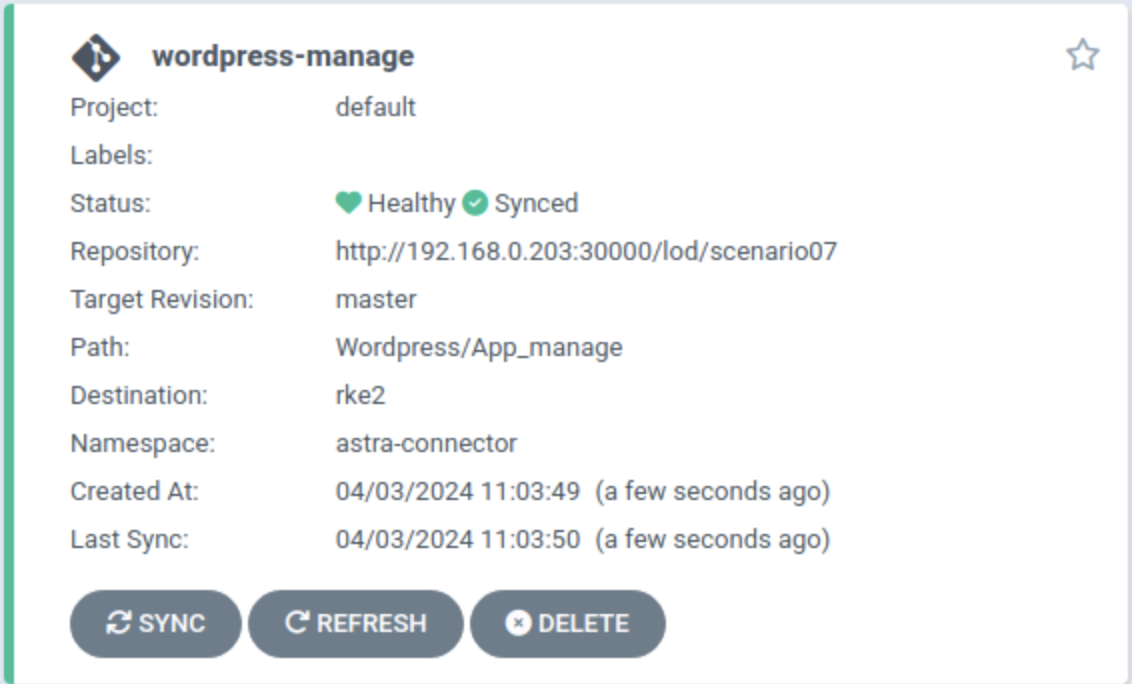 wordpress-manage
Project: default
Labels:
Status: Healthy Synced
Repository: http://192.168.0.203:30000/lod/scenario07
Target Revision: master
Path: Wordpress/App_manage
Destination: rke2
Namespace: astra-connector
Created At: 04/03/2024 11:03:49 (a few seconds ago)
Last Sync: 04/03/2024 11:03:50 (a few seconds ago)
SYNC REFRESH DELETE